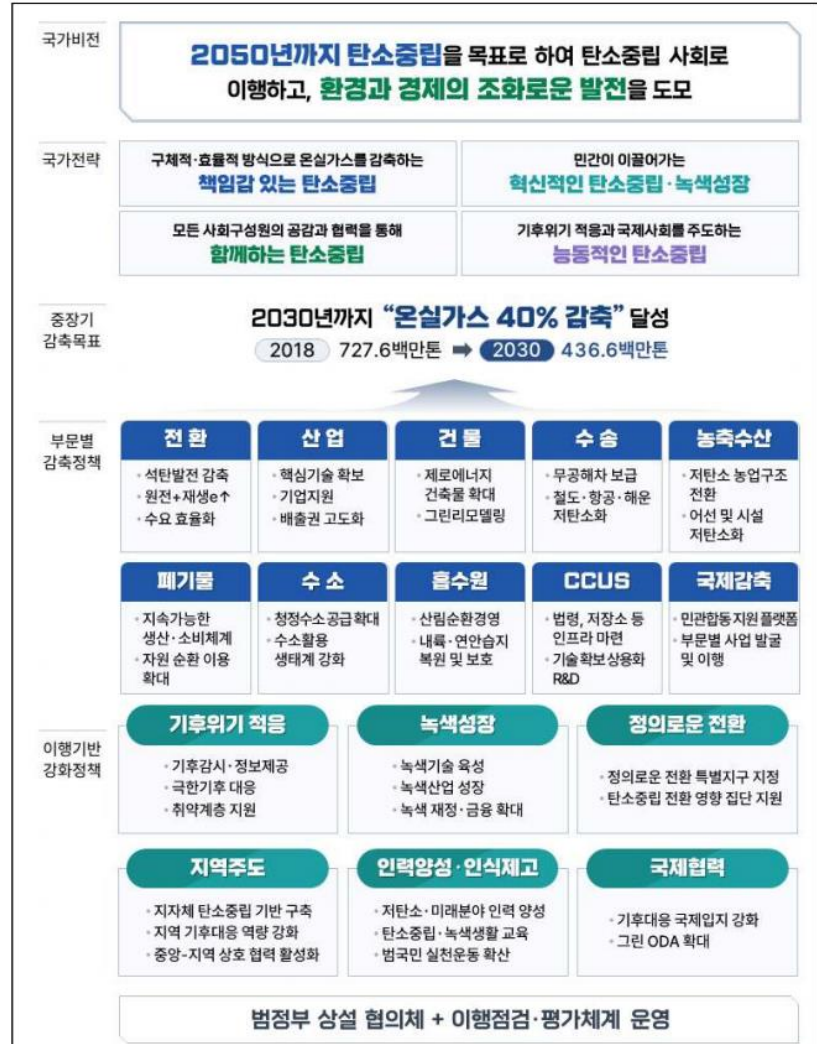 국가비전
2050년까지 탄소중립을 목표로 하여 탄소중립 사회로
이행하고, 환경과 경제의 조화로운 발전을 도모
국가전략
구체적·효율적 방식으로 온실가스를 감축하는
책임감 있는 탄소중립
민간이 이끌어가는
혁신적인 탄소중립·녹색성장
모든 사회구성원의 공감과 협력을 통해
함께하는 탄소중립
기후위기 적응과 국제사회를 주도하는
능동적인 탄소중립
중장기
감축목표
2030년까지 “온실가스 40% 감축” 달성
2018 727.6백만톤 ➡ 2030 436.6백만톤
부문별
감축정책
전환
· 석탄발전 감축
· 원전+재생e↑
· 수요 효율화
산업
· 핵심기술 확보
· 기업지원
· 배출권 고도화
건물
· 제로에너지
건축물 확대
· 그린리모델링
수송
· 무공해차 보급
· 철도·항공·해운
저탄소화
농축수산
· 저탄소 농업구조
전환
· 어선 및 시설
저탄소화
폐기물
· 지속가능한
생산·소비체계
· 자원 순환 이용
확대
수소
· 청정수소 공급 확대
· 수소활용
생태계 강화
흡수원
· 산림순환경영
· 내륙·연안습지
복원 및 보호
CCUS
· 법령, 저장소 등
인프라 마련
· 기술 확보 상용화
R&D
국제감축
· 민관합동 지원 플랫폼
· 부문별 사업 발굴
및 이행
이행기반
강화정책
기후위기 적응
· 기후감시·정보제공
· 극한기후 대응
· 취약계층 지원
녹색성장
· 녹색기술 육성
· 녹색산업 성장
· 녹색 재정·금융 확대
정의로운 전환
· 정의로운 전환 특별지구 지정
· 탄소중립 전환 영향 집단 지원
지역주도
· 지자체 탄소중립 기반 구축
· 지역 기후대응 역량 강화
· 중앙-지역 상호 협력 활성화
인력양성·인식제고
· 저탄소·미래분야 인력 양성
· 탄소중립·녹색생활 교육
· 범국민 실천운동 확산
국제협력
· 기후대응 국제입지 강화
· 그린 ODA 확대
범정부 상설 협의체 + 이행점검·평가체계 운영